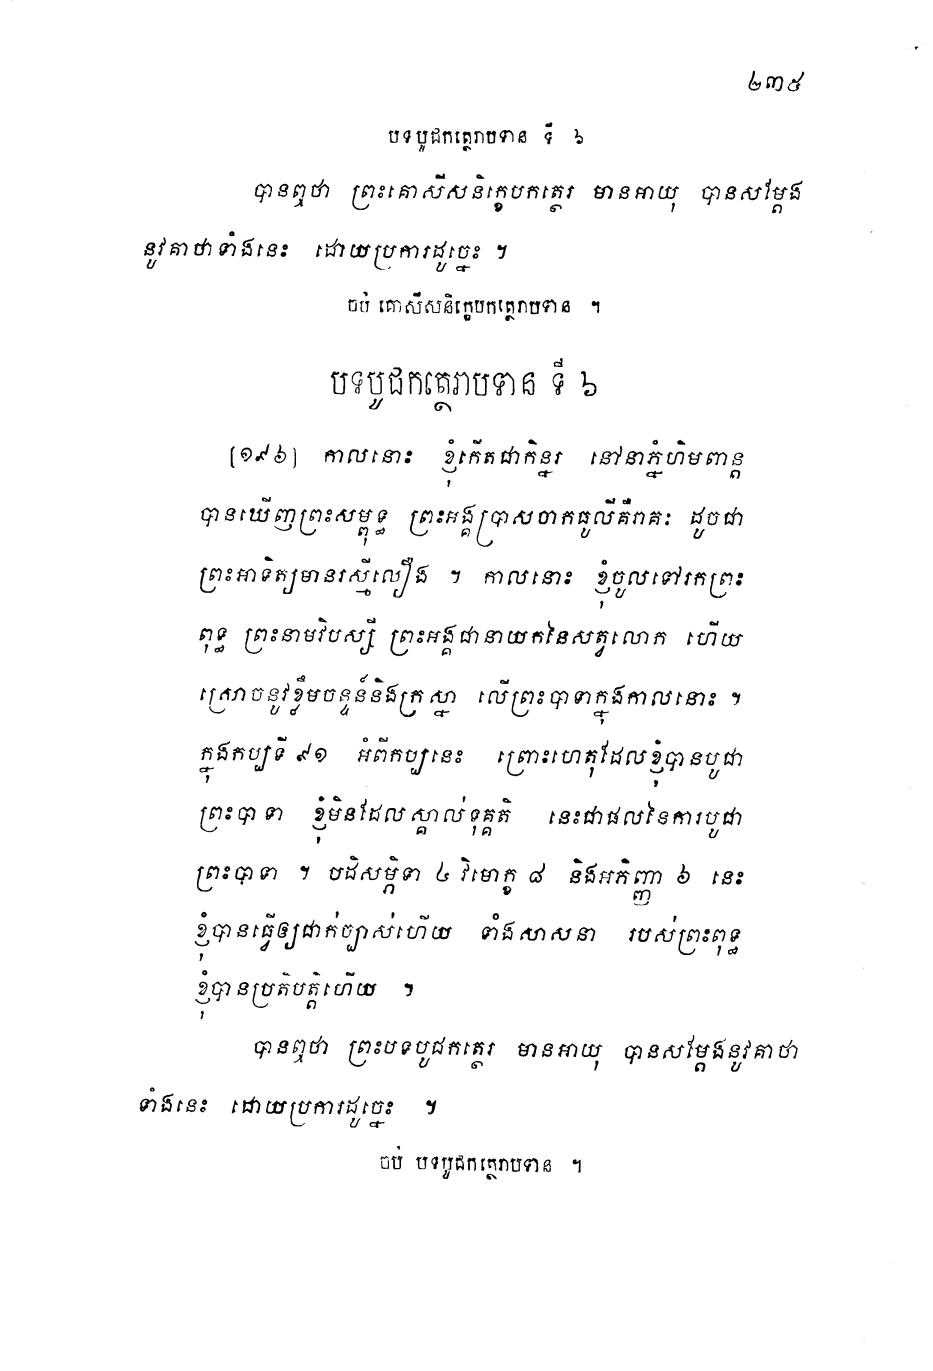 ២៣៥
បទបូជកត្ថេរាបទាន ទី ៦
បានឮថា ព្រះគោសីសនិក្ខេបកត្ថេរ មានអាយុ បានសម្ដែង
នូវគាថាទាំងនេះ ដោយប្រការដូច្នេះ ។
ចប់ គោសីសនិក្ខេបកត្ថេរាបទាន ។
បទបូជកត្ថេរាបទាន ទី ៦
[១៩៦] កាលនោះ ខ្ញុំកើតជាកិន្នរ នៅនាភ្នំហិមពាន្ត
បានឃើញព្រះសម្ពុទ្ធ ព្រះអង្គប្រាសចាកធូលីគឺរាគៈ ដូចជា
ព្រះអាទិត្យមានរស្មីលឿង ។ កាលនោះ ខ្ញុំចូលទៅរកព្រះ
ពុទ្ធ ព្រះនាមវិបស្សី ព្រះអង្គជានាយកនៃសត្វលោក ហើយ
ស្រោចនូវខ្លឹមចន្ទន៍និងក្រស្នា លើព្រះបាទាក្នុងកាលនោះ ។
ក្នុងកប្បទី ៩១ អំពីកប្បនេះ ព្រោះហេតុដែលខ្ញុំបានបូជា
ព្រះបាទា ខ្ញុំមិនដែលស្គាល់ទុគ្គតិ នេះជាផលនៃការបូជា
ព្រះបាទា ។ បដិសម្ភិទា ៤ វិមោក្ខ ៨ និងអភិញ្ញា ៦ នេះ
ខ្ញុំបានធ្វើឲ្យជាក់ច្បាស់ហើយ ទាំងសាសនា របស់ព្រះពុទ្ធ
ខ្ញុំបានប្រតិបត្តិហើយ ។
បានឮថា ព្រះបទបូជកត្ថេរ មានអាយុ បានសម្ដែងនូវគាថា
ទាំងនេះ ដោយប្រការដូច្នេះ ។
ចប់ បទបូជកត្ថេរាបទាន ។